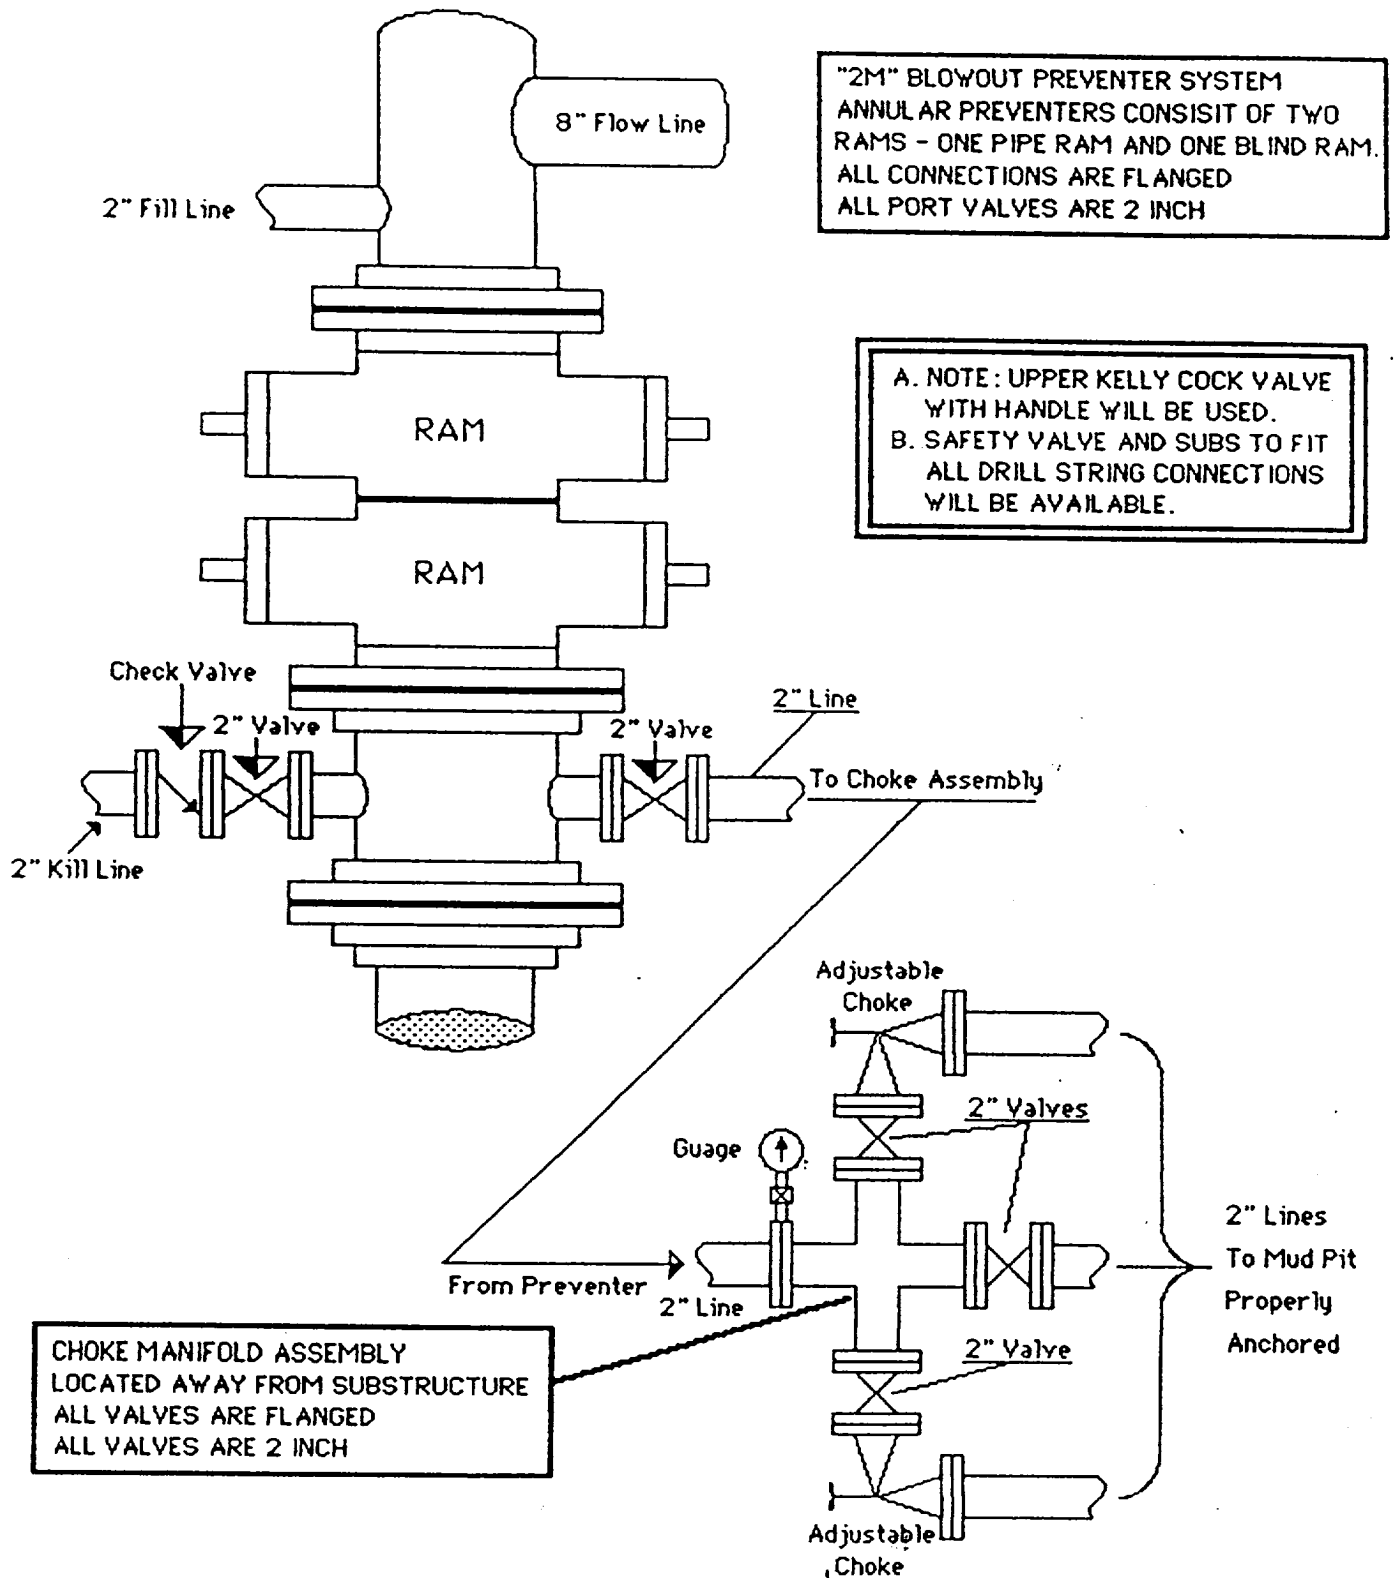 8" Flow Line
2" Fill Line
"2M" BLOWOUT PREVENTER SYSTEM
ANNULAR PREVENTERS CONSISIT OF TWO
RAMS - ONE PIPE RAM AND ONE BLIND RAM.
ALL CONNECTIONS ARE FLANGED
ALL PORT VALVES ARE 2 INCH
A. NOTE: UPPER KELLY COCK VALVE
WITH HANDLE WILL BE USED.
B. SAFETY VALVE AND SUBS TO FIT
ALL DRILL STRING CONNECTIONS
WILL BE AVAILABLE.
RAM
RAM
Check Valve
2" Valve
2" Valve
2" Line
To Choke Assembly
2" Kill Line
Adjustable
Choke
2" Valves
Guage
From Preventer
2" Line
2" Lines
To Mud Pit
Properly
Anchored
2" Valve
CHOKE MANIFOLD ASSEMBLY
LOCATED AWAY FROM SUBSTRUCTURE
ALL VALVES ARE FLANGED
ALL VALVES ARE 2 INCH
Adjustable
Choke